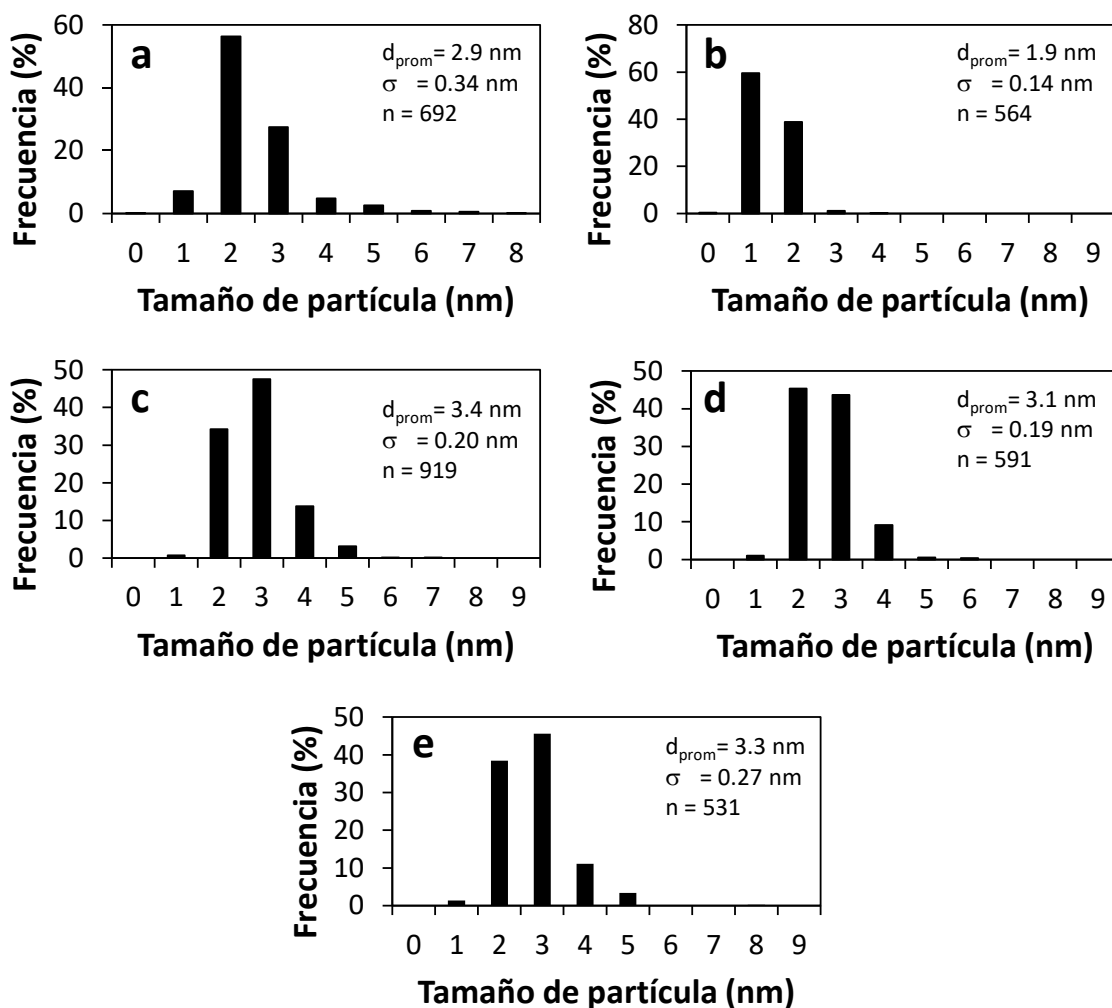 a
d_prom= 2.9 nm
σ = 0.34 nm
n = 692
Frecuencia (%)
60
40
20
0
0 1 2 3 4 5 6 7 8
Tamaño de partícula (nm)
b
d_prom= 1.9 nm
σ = 0.14 nm
n = 564
Frecuencia (%)
80
60
40
20
0
0 1 2 3 4 5 6 7 8 9
Tamaño de partícula (nm)
c
d_prom= 3.4 nm
σ = 0.20 nm
n = 919
Frecuencia (%)
50
40
30
20
10
0
0 1 2 3 4 5 6 7 8 9
Tamaño de partícula (nm)
d
d_prom= 3.1 nm
σ = 0.19 nm
n = 591
Frecuencia (%)
50
40
30
20
10
0
0 1 2 3 4 5 6 7 8 9
Tamaño de partícula (nm)
e
d_prom= 3.3 nm
σ = 0.27 nm
n = 531
Frecuencia (%)
50
40
30
20
10
0
0 1 2 3 4 5 6 7 8 9
Tamaño de partícula (nm)